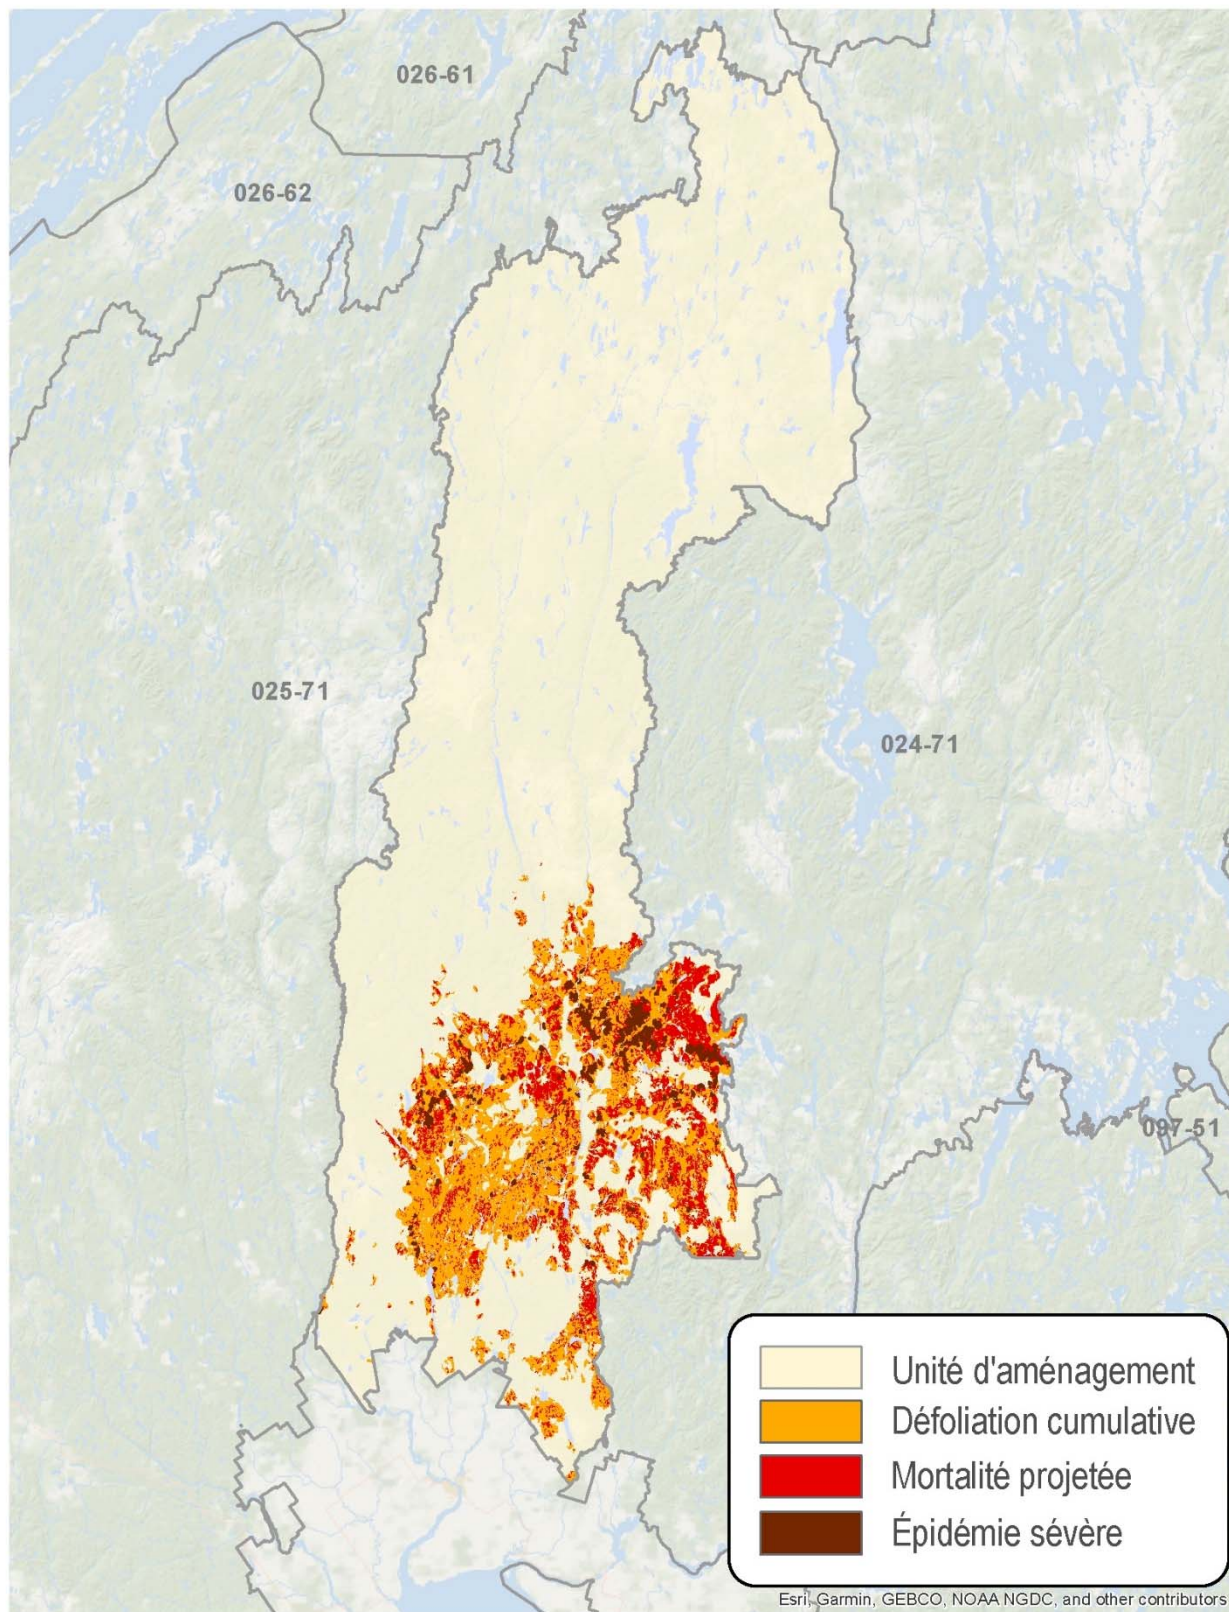 026-61
026-62
025-71
024-71
097-51
Unité d'aménagement
Défoliation cumulative
Mortalité projetée
Épidémie sévère
Esri, Garmin, GEBCO, NOAA NGDC, and other contributors